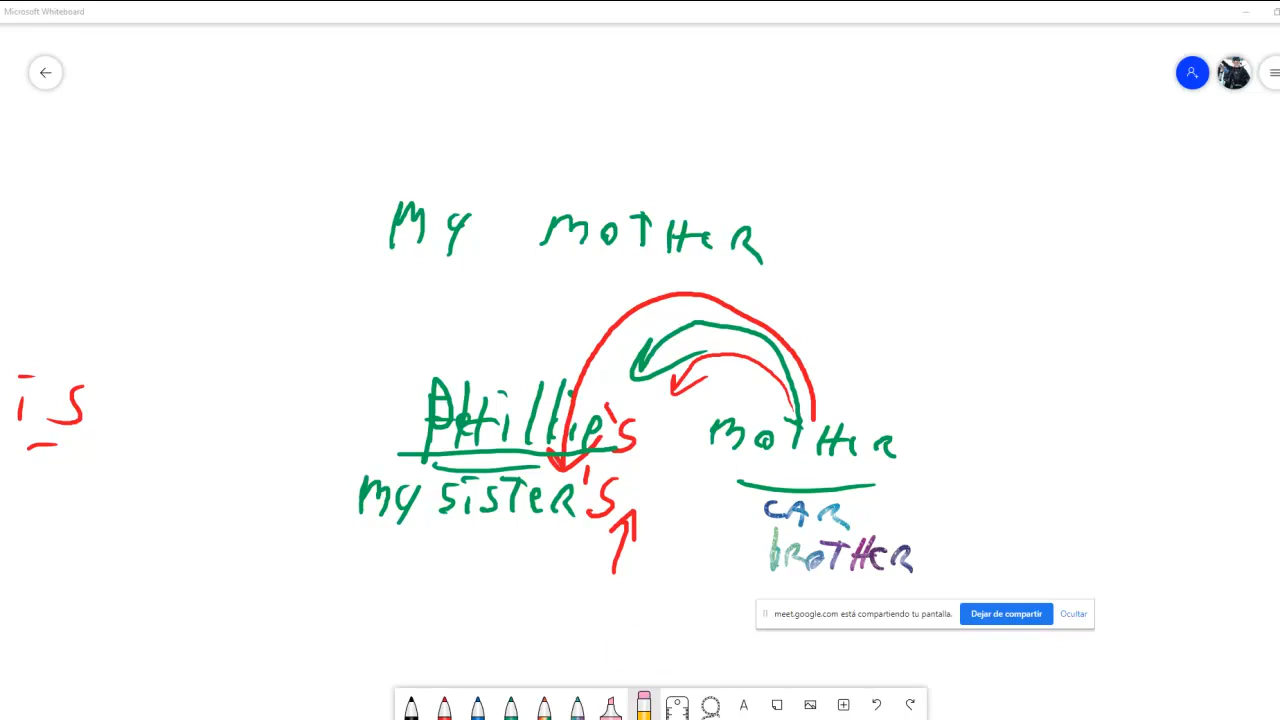 Microsoft Whiteboard
MY MOTHER
is
PHillip's MOTHER
MY SISTER's CAR
bROTHER
meet.google.com está compartiendo tu pantalla. Dejar de compartir Ocultar
A